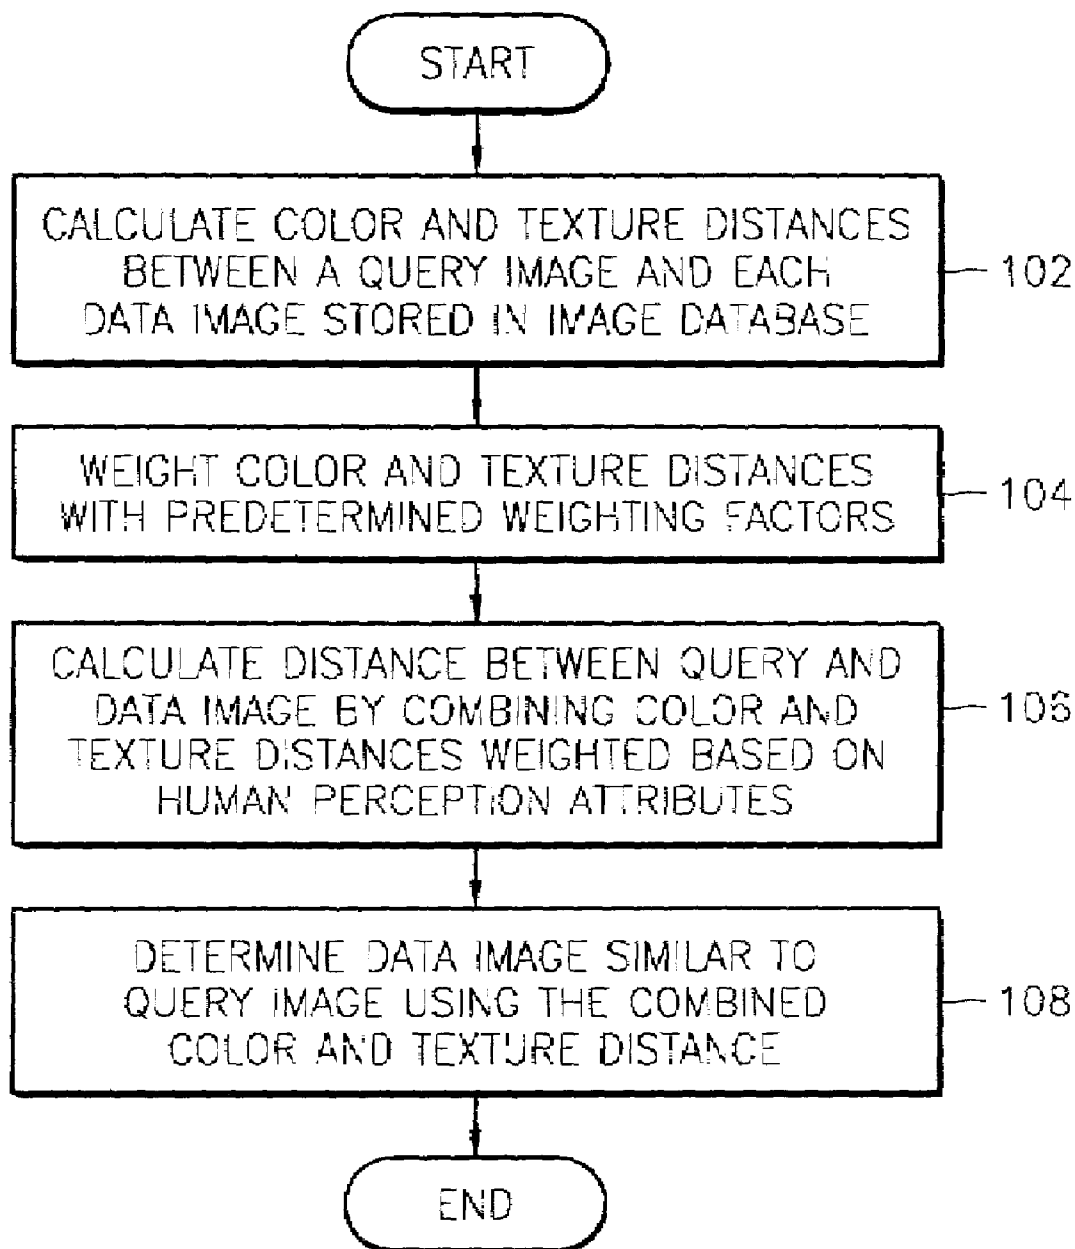 START
CALCULATE COLOR AND TEXTURE DISTANCES
BETWEEN A QUERY IMAGE AND EACH
DATA IMAGE STORED IN IMAGE DATABASE
102
WEIGHT COLOR AND TEXTURE DISTANCES
WITH PREDETERMINED WEIGHTING FACTORS
104
CALCULATE DISTANCE BETWEEN QUERY AND
DATA IMAGE BY COMBINING COLOR AND
TEXTURE DISTANCES WEIGHTED BASED ON
HUMAN PERCEPTION ATTRIBUTES
106
DETERMINE DATA IMAGE SIMILAR TO
QUERY IMAGE USING THE COMBINED
COLOR AND TEXTURE DISTANCE
108
END